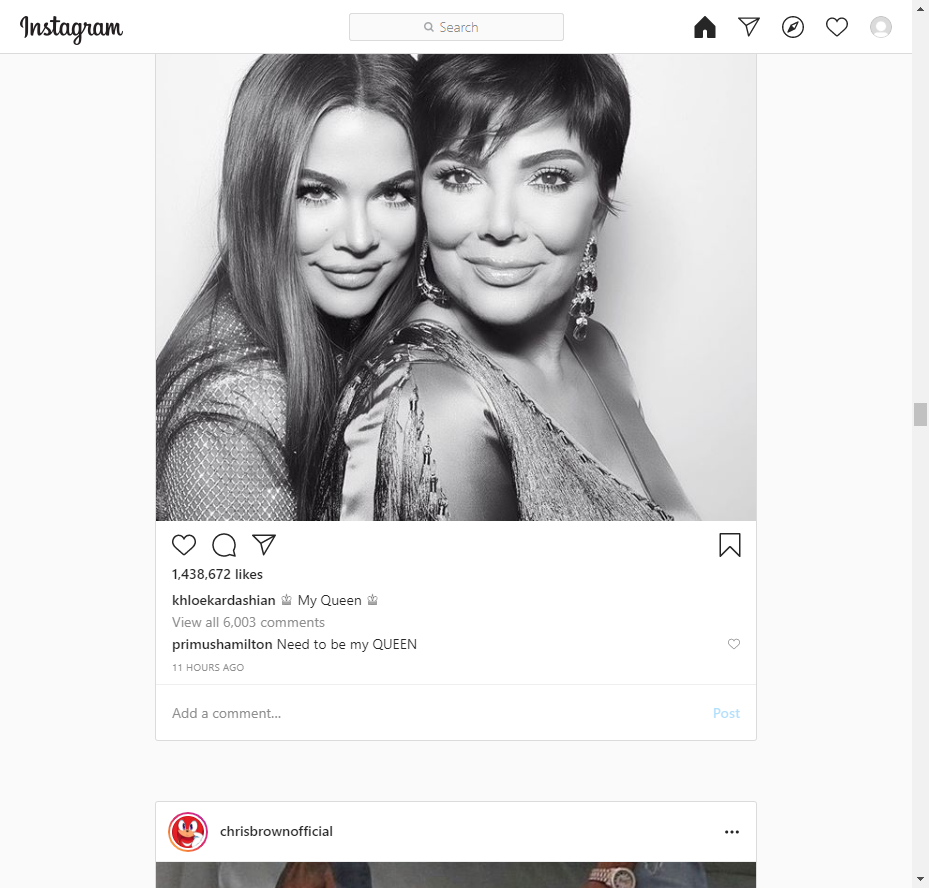 Instagram
Search
1,438,672 likes
khloekardashian ♕ My Queen ♕
View all 6,003 comments
primushamilton Need to be my QUEEN
11 HOURS AGO
Add a comment... Post
chrisbrownofficial